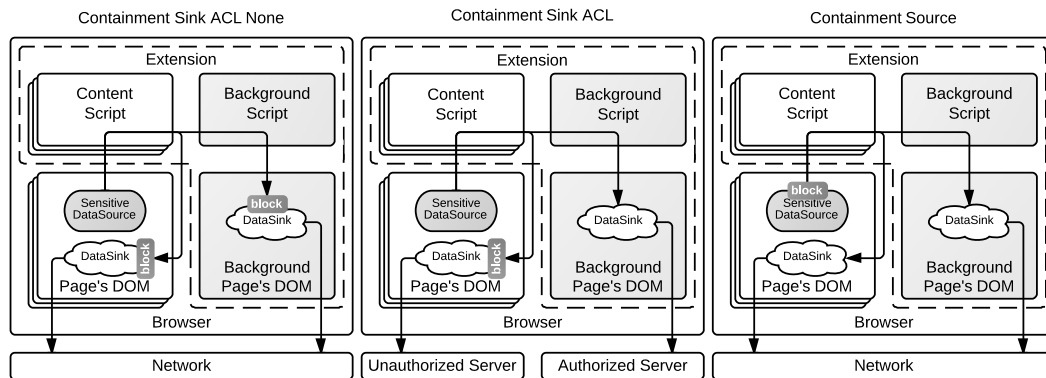 Containment Sink ACL None
Extension
Content
Script
Background
Script
Sensitive
DataSource
block
DataSink
DataSink
block
Page's DOM
Background
Page's DOM
Browser
Network
Containment Sink ACL
Extension
Content
Script
Background
Script
Sensitive
DataSource
DataSink
DataSink
block
Page's DOM
Background
Page's DOM
Browser
Unauthorized Server
Authorized Server
Containment Source
Extension
Content
Script
Background
Script
block
Sensitive
DataSource
DataSink
DataSink
Page's DOM
Background
Page's DOM
Browser
Network